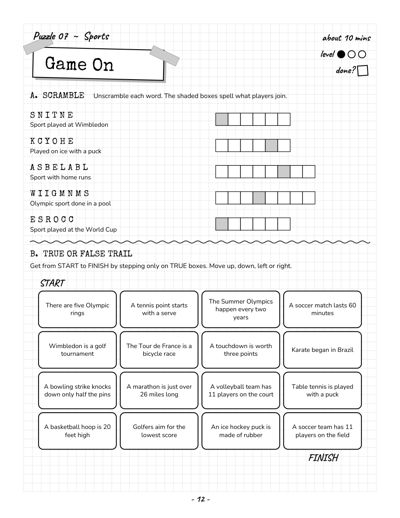 Puzzle 07 ~ Sports
about 10 mins
Game On
level
done?
A. SCRAMBLE Unscramble each word. The shaded boxes spell what players join.
SNITNE
Sport played at Wimbledon
KCYOHE
Played on ice with a puck
ASBELABL
Sport with home runs
WIIGMNMS
Olympic sport done in a pool
ESROCC
Sport played at the World Cup
B. TRUE OR FALSE TRAIL
Get from START to FINISH by stepping only on TRUE boxes. Move up, down, left or right.
START
There are five Olympic
rings
A tennis point starts
with a serve
The Summer Olympics
happen every two
years
A soccer match lasts 60
minutes
Wimbledon is a golf
tournament
The Tour de France is a
bicycle race
A touchdown is worth
three points
Karate began in Brazil
A bowling strike knocks
down only half the pins
A marathon is just over
26 miles long
A volleyball team has
11 players on the court
Table tennis is played
with a puck
A basketball hoop is 20
feet high
Golfers aim for the
lowest score
An ice hockey puck is
made of rubber
A soccer team has 11
players on the field
FINISH
- 12 -